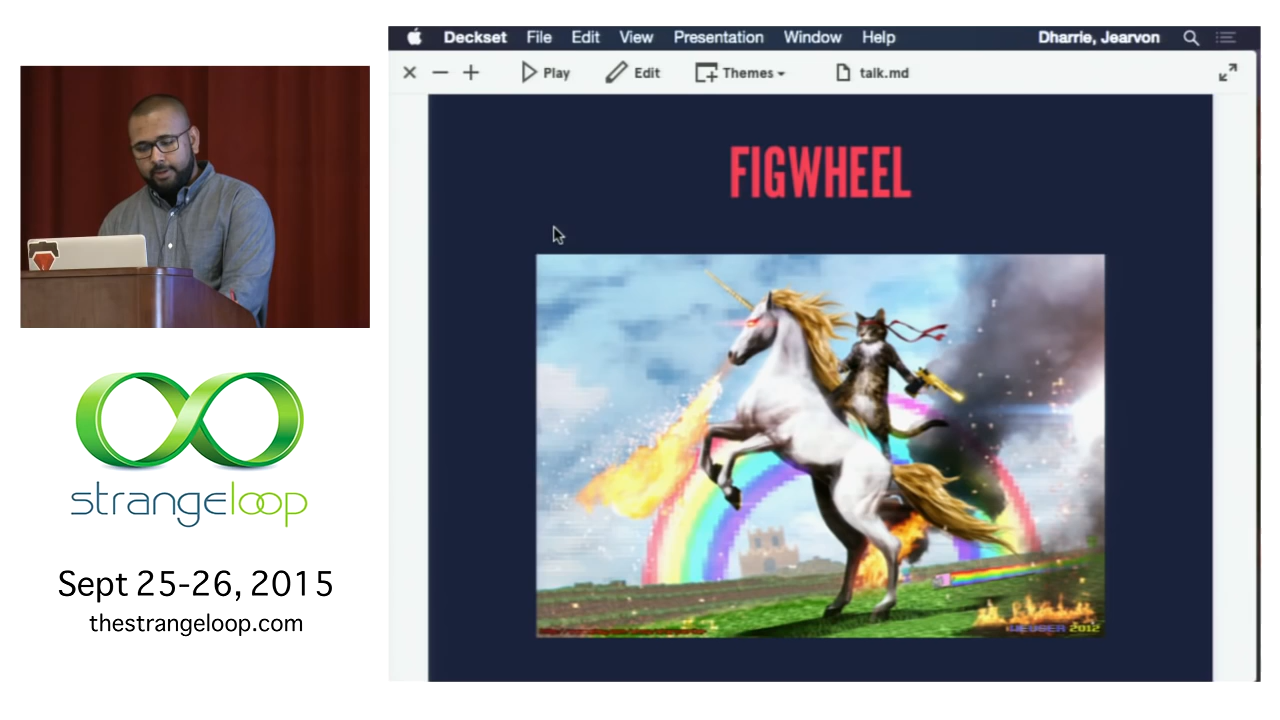 Deckset File Edit View Presentation Window Help Dharrie, Jearvon
Play Edit Themes talk.md
FIGWHEEL
2012
strangeloop
Sept 25-26, 2015
thestrangeloop.com